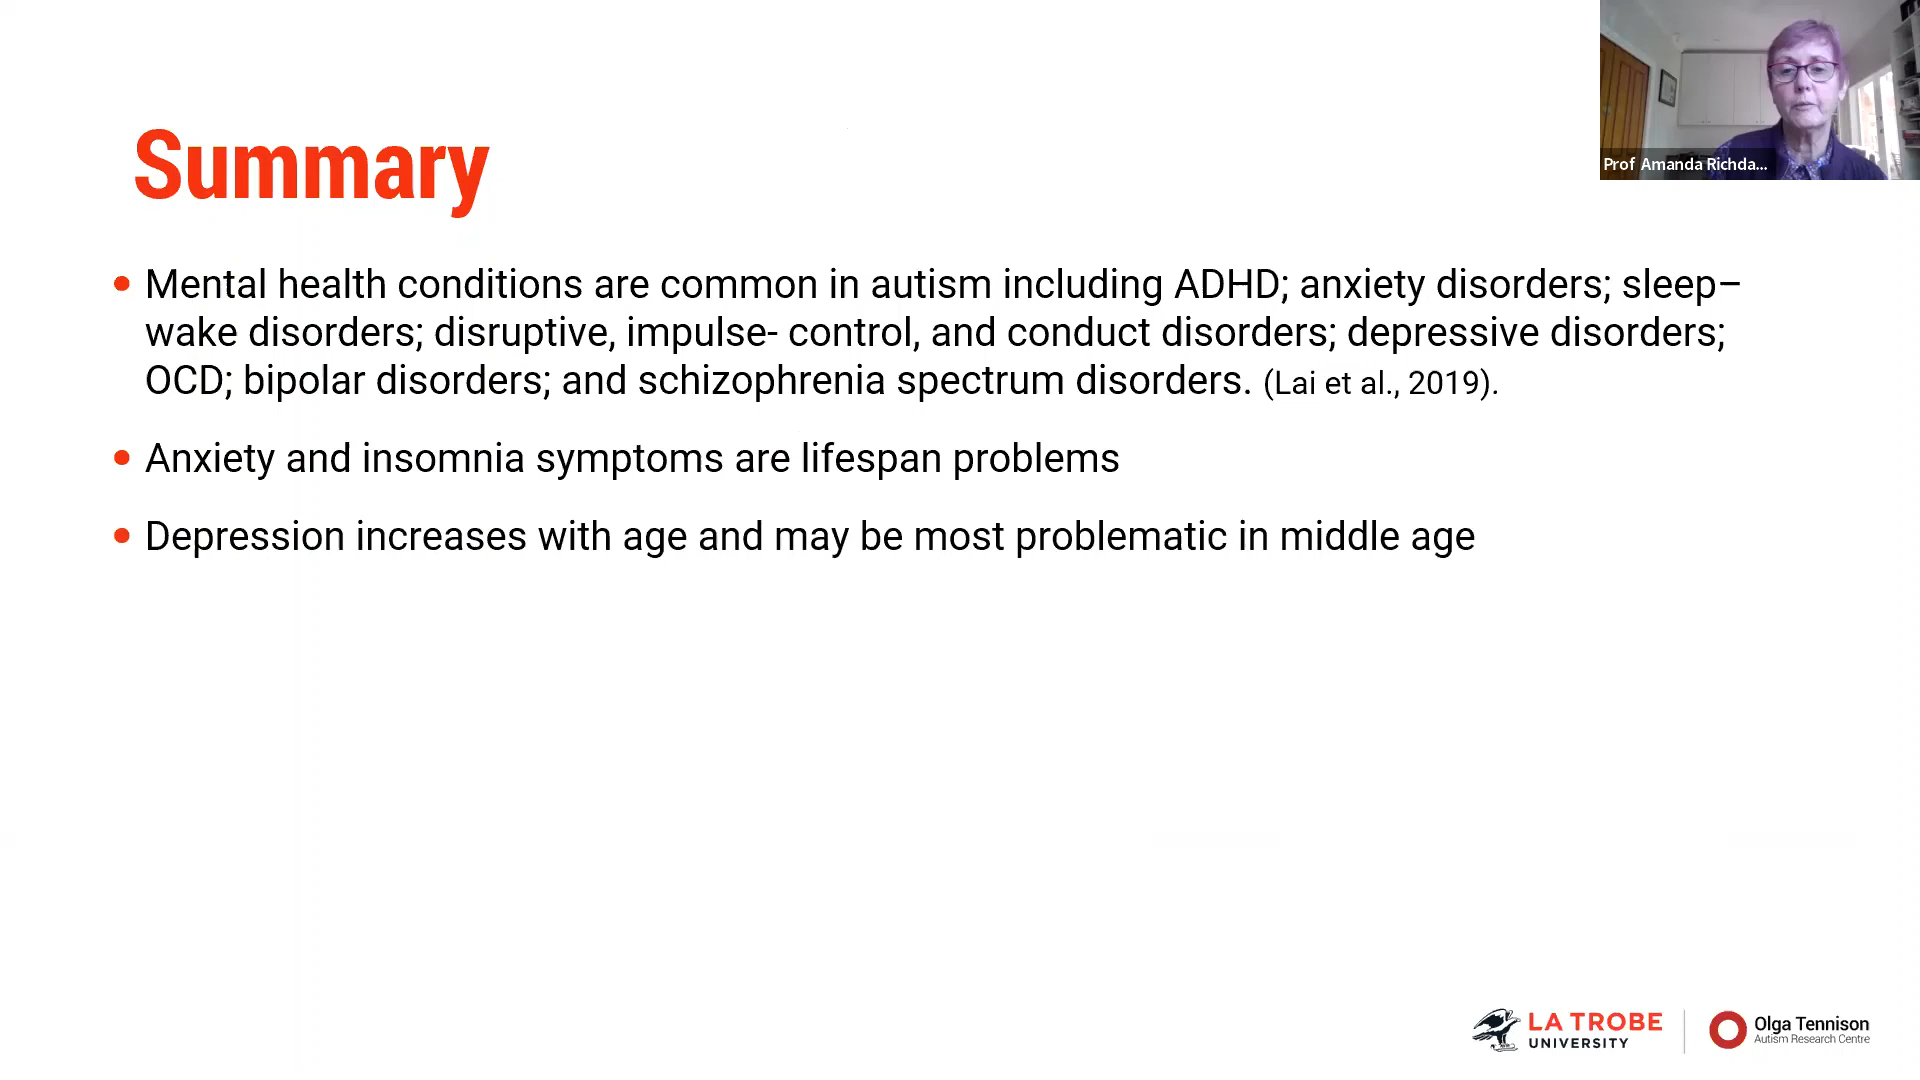 Prof Amanda Richda...
Summary
• Mental health conditions are common in autism including ADHD; anxiety disorders; sleep–
wake disorders; disruptive, impulse- control, and conduct disorders; depressive disorders;
OCD; bipolar disorders; and schizophrenia spectrum disorders. (Lai et al., 2019).
• Anxiety and insomnia symptoms are lifespan problems
• Depression increases with age and may be most problematic in middle age
LA TROBE
UNIVERSITY
Olga Tennison
Autism Research Centre